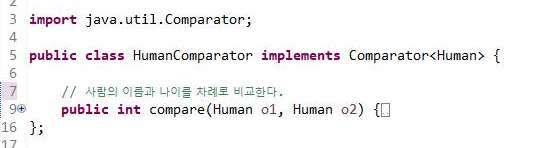 2
3 import java.util.Comparator;
4
5 public class HumanComparator implements Comparator<Human> {
6
7 // 사람의 이름과 나이를 차례로 비교한다.
9 public int compare(Human o1, Human o2) {
16 };
17